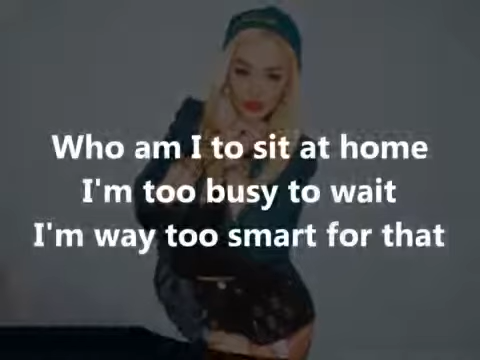 Who am I to sit at home
I'm too busy to wait
I'm way too smart for that